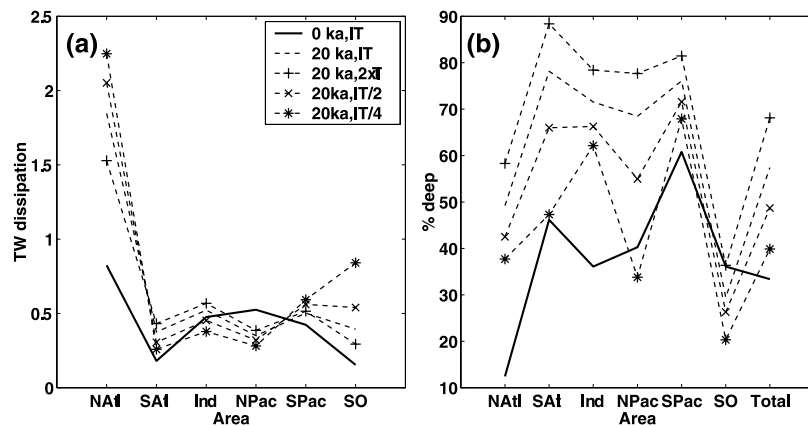 (a)
0 ka,IT
20 ka,IT
20 ka,2xIT
20ka,IT/2
20ka,IT/4
2.5
2
1.5
1
0.5
0
TW dissipation
NAtl SAtl Ind NPac SPac SO
Area
(b)
90
80
70
60
50
40
30
20
10
% deep
NAtl SAtl Ind NPac SPac SO Total
Area